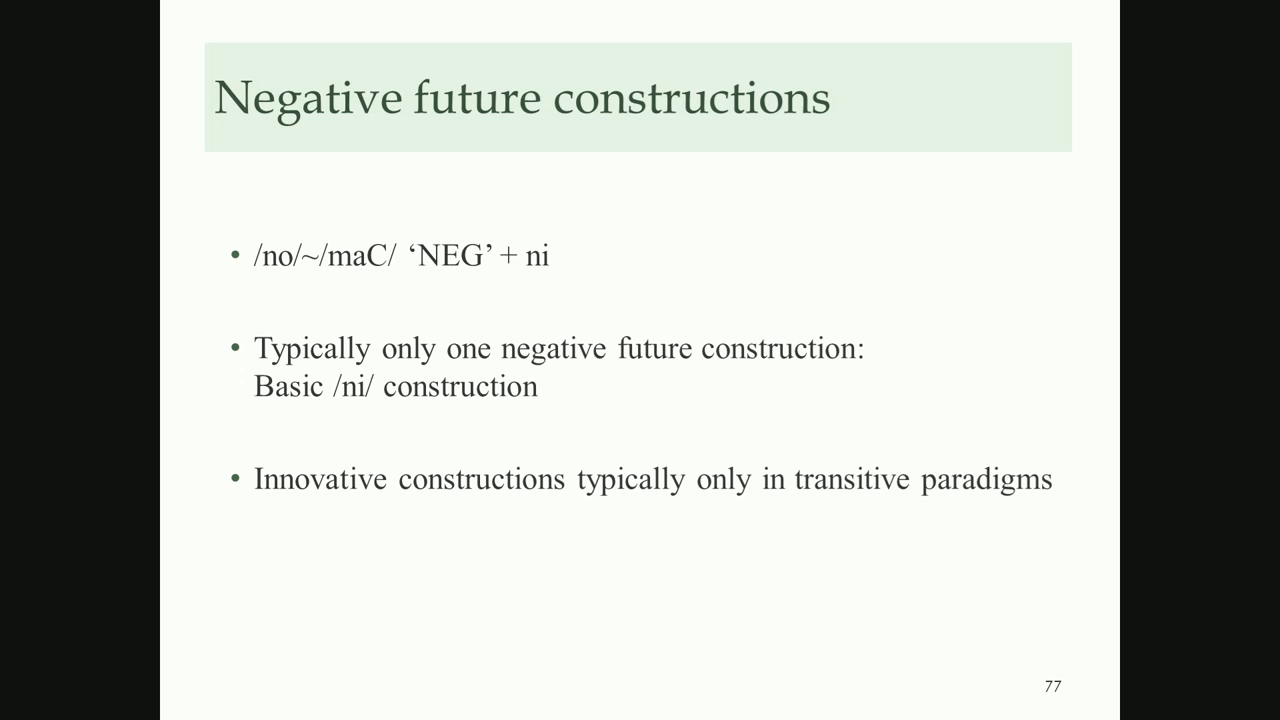 Negative future constructions
• /no/~/maC/ ‘NEG’ + ni
• Typically only one negative future construction:
Basic /ni/ construction
• Innovative constructions typically only in transitive paradigms
77